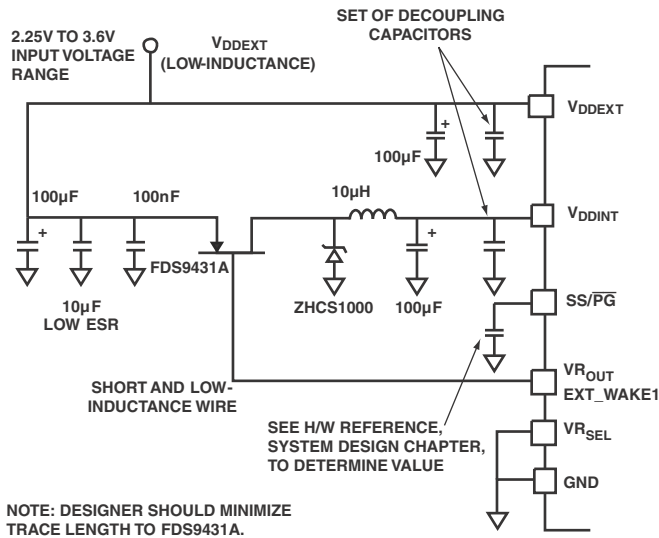 SET OF DECOUPLING
CAPACITORS
2.25V TO 3.6V
INPUT VOLTAGE
RANGE
VDDEXT
(LOW-INDUCTANCE)
+
100µF
VDDEXT
100µF
100nF
10µH
VDDINT
+
+
FDS9431A
10µF
LOW ESR
ZHCS1000
100µF
SS/PG
SHORT AND LOW-
INDUCTANCE WIRE
VROUT
EXT_WAKE1
SEE H/W REFERENCE,
SYSTEM DESIGN CHAPTER,
TO DETERMINE VALUE
VRSEL
GND
NOTE: DESIGNER SHOULD MINIMIZE
TRACE LENGTH TO FDS9431A.